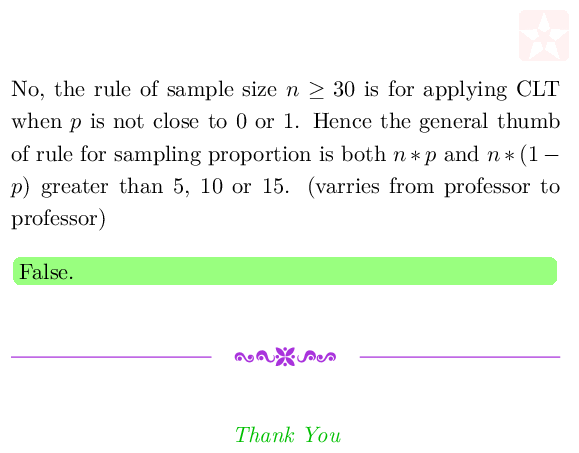 No, the rule of sample size n ≥ 30 is for applying CLT
when p is not close to 0 or 1. Hence the general thumb
of rule for sampling proportion is both n ∗ p and n ∗ (1 −
p) greater than 5, 10 or 15. (varries from professor to
professor)
False.
Thank You